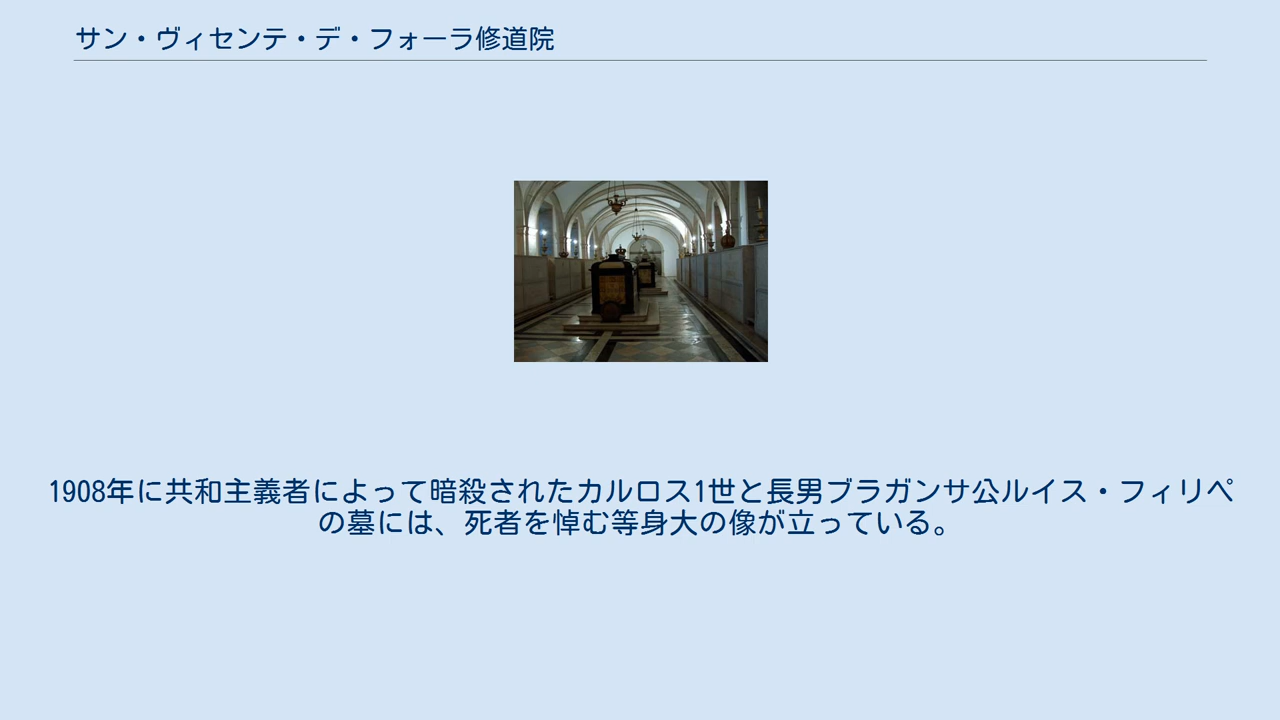 サン・ヴィセンテ・デ・フォーラ修道院
1908年に共和主義者によって暗殺されたカルロス1世と長男ブラガンサ公ルイス・フィリペ
の墓には、死者を悼む等身大の像が立っている。